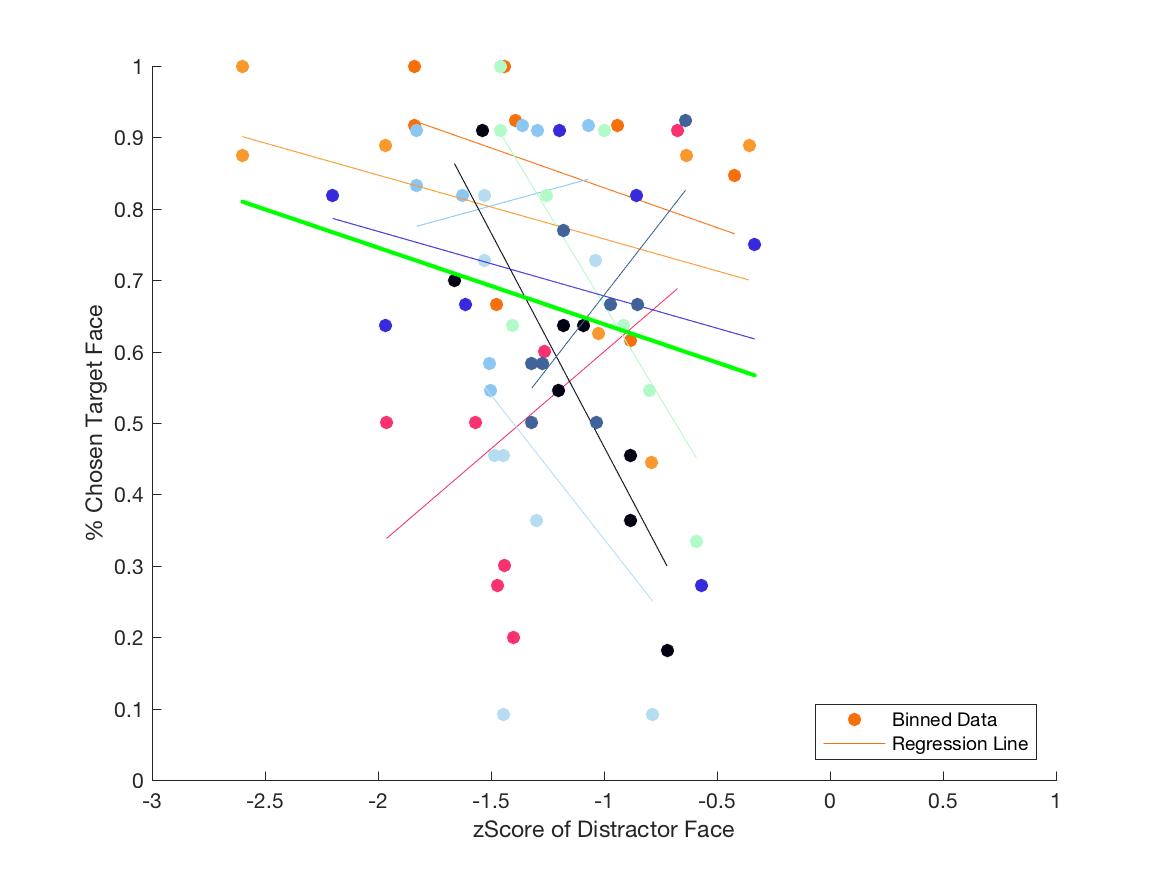 1
0.9
0.8
0.7
0.6
0.5
0.4
0.3
0.2
0.1
0
% Chosen Target Face
-3 -2.5 -2 -1.5 -1 -0.5 0 0.5 1
zScore of Distractor Face
Binned Data
Regression Line